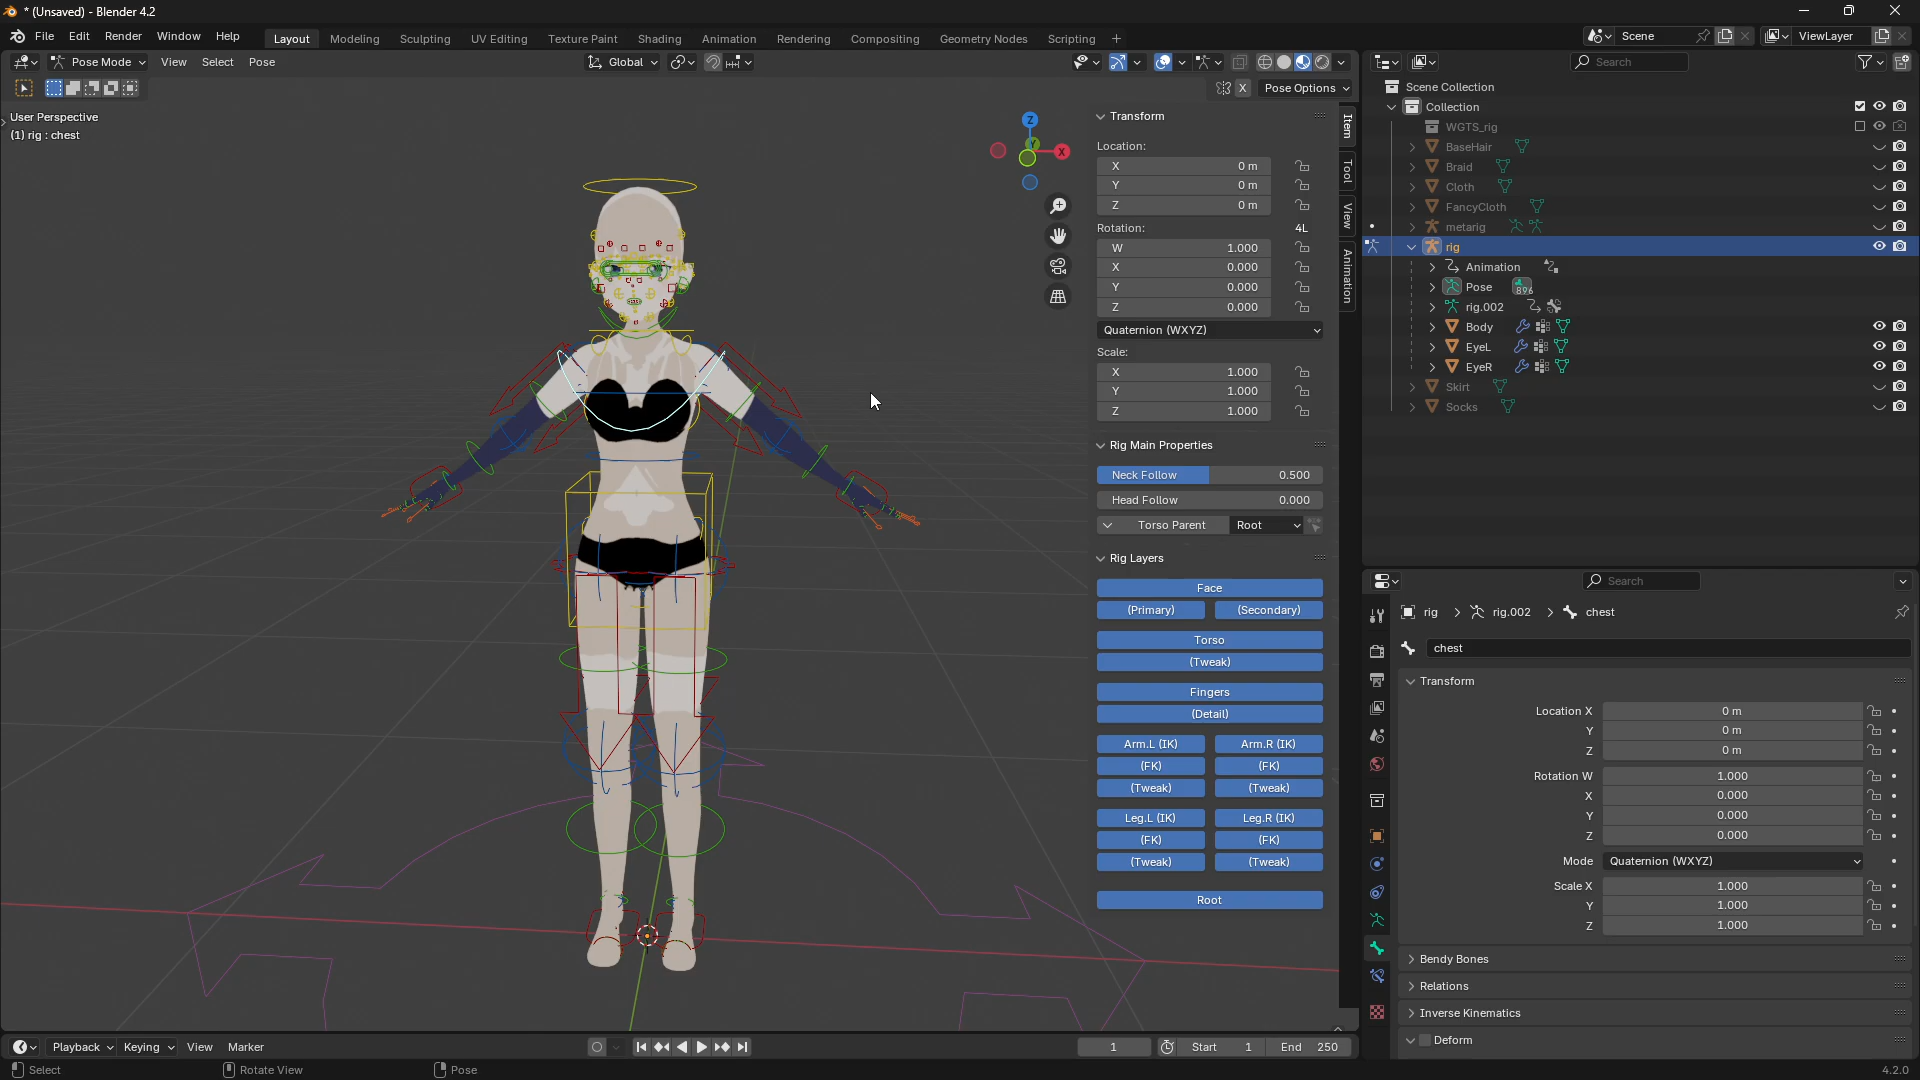 * (Unsaved) - Blender 4.2
File Edit Render Window Help Layout Modeling Sculpting UV Editing Texture Paint Shading Animation Rendering Compositing Geometry Nodes Scripting + Scene ViewLayer
Pose Mode View Select Pose Global Search
X Pose Options
User Perspective
(1) rig : chest
Z
Y
X
Transform
Location:
X 0 m
Y 0 m
Z 0 m
Rotation: 4L
W 1.000
X 0.000
Y 0.000
Z 0.000
Quaternion (WXYZ)
Scale:
X 1.000
Y 1.000
Z 1.000
Rig Main Properties
Neck Follow 0.500
Head Follow 0.000
Torso Parent Root
Rig Layers
Face
(Primary) (Secondary)
Torso
(Tweak)
Fingers
(Detail)
Arm.L (IK) Arm.R (IK)
(FK) (FK)
(Tweak) (Tweak)
Leg.L (IK) Leg.R (IK)
(FK) (FK)
(Tweak) (Tweak)
Root
Item
Tool
View
Animation
Scene Collection
Collection
WGTS_rig
BaseHair
Braid
Cloth
FancyCloth
metarig
rig
Animation
Pose 896
rig.002
Body
EyeL
EyeR
Skirt
Socks
Search
rig rig.002 chest
chest
Transform
Location X 0 m
Y 0 m
Z 0 m
Rotation W 1.000
X 0.000
Y 0.000
Z 0.000
Mode Quaternion (WXYZ)
Scale X 1.000
Y 1.000
Z 1.000
Bendy Bones
Relations
Inverse Kinematics
Deform
Playback Keying View Marker 1 Start 1 End 250
Select Rotate View Pose 4.2.0